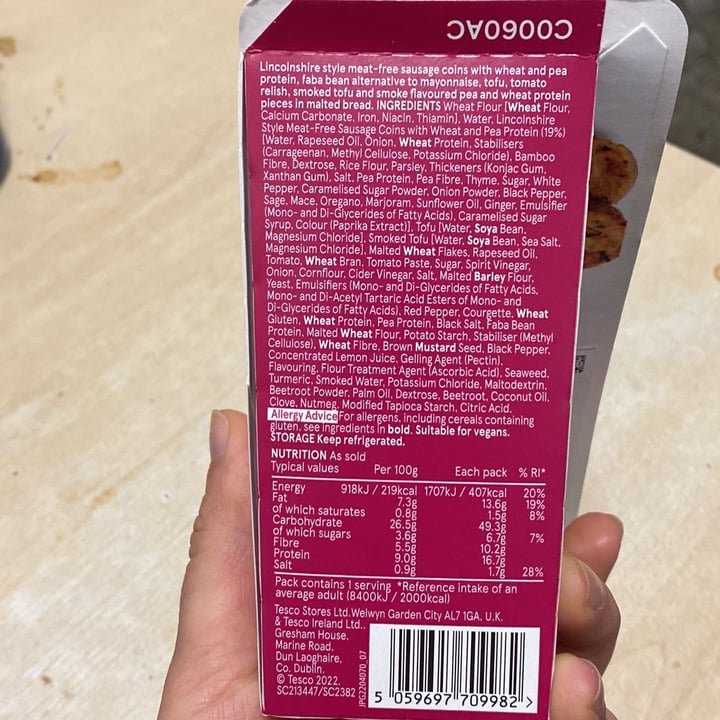 C0060AC
Lincolnshire style meat-free sausage coins with wheat and pea
protein, faba bean alternative to mayonnaise, tofu, tomato
relish, smoked tofu and smoke flavoured pea and wheat protein
pieces in malted bread. INGREDIENTS Wheat Flour [Wheat Flour,
Calcium Carbonate, Iron, Niacin, Thiamin], Water, Lincolnshire
Style Meat-Free Sausage Coins with Wheat and Pea Protein (19%)
[Water, Rapeseed Oil, Onion, Wheat Protein, Stabilisers
(Carrageenan, Methyl Cellulose, Potassium Chloride), Bamboo
Fibre, Dextrose, Rice Flour, Parsley, Thickeners (Konjac Gum,
Xanthan Gum), Salt, Pea Protein, Pea Fibre, Thyme, Sugar, White
Pepper, Caramelised Sugar Powder, Onion Powder, Black Pepper,
Sage, Mace, Oregano, Marjoram, Sunflower Oil, Ginger, Emulsifier
(Mono- and Di-Glycerides of Fatty Acids), Caramelised Sugar
Syrup, Colour (Paprika Extract)], Tofu [Water, Soya Bean,
Magnesium Chloride], Smoked Tofu [Water, Soya Bean, Sea Salt,
Magnesium Chloride], Malted Wheat Flakes, Rapeseed Oil,
Tomato, Wheat Bran, Tomato Paste, Sugar, Spirit Vinegar,
Onion, Cornflour, Cider Vinegar, Salt, Malted Barley Flour,
Yeast, Emulsifiers (Mono- and Di-Glycerides of Fatty Acids,
Mono- and Di-Acetyl Tartaric Acid Esters of Mono- and
Di-Glycerides of Fatty Acids), Red Pepper, Courgette, Wheat
Gluten, Wheat Protein, Pea Protein, Black Salt, Faba Bean
Protein, Malted Wheat Flour, Potato Starch, Stabiliser (Methyl
Cellulose), Wheat Fibre, Brown Mustard Seed, Black Pepper,
Concentrated Lemon Juice, Gelling Agent (Pectin),
Flavouring, Flour Treatment Agent (Ascorbic Acid), Seaweed,
Turmeric, Smoked Water, Potassium Chloride, Maltodextrin,
Beetroot Powder, Palm Oil, Dextrose, Beetroot, Coconut Oil,
Clove, Nutmeg, Modified Tapioca Starch, Citric Acid.
Allergy Advice For allergens, including cereals containing
gluten, see ingredients in bold. Suitable for vegans.
STORAGE Keep refrigerated.
NUTRITION As sold
Typical values Per 100g Each pack % RI*
Energy 918kJ / 219kcal 1707kJ / 407kcal 20%
Fat 7.3g 13.6g 19%
of which saturates 0.8g 1.5g 8%
Carbohydrate 26.5g 49.3g
of which sugars 3.6g 6.7g 7%
Fibre 5.5g 10.2g
Protein 9.0g 16.7g
Salt 0.9g 1.7g 28%
Pack contains 1 serving *Reference intake of an
average adult (8400kJ / 2000kcal)
Tesco Stores Ltd. Welwyn Garden City AL7 1GA. U.K.
& Tesco Ireland Ltd.,
Gresham House,
Marine Road,
Dun Laoghaire,
Co. Dublin.
© Tesco 2022.
SC213447/SC2382
JPG2204070_07
5 059697 709982 >